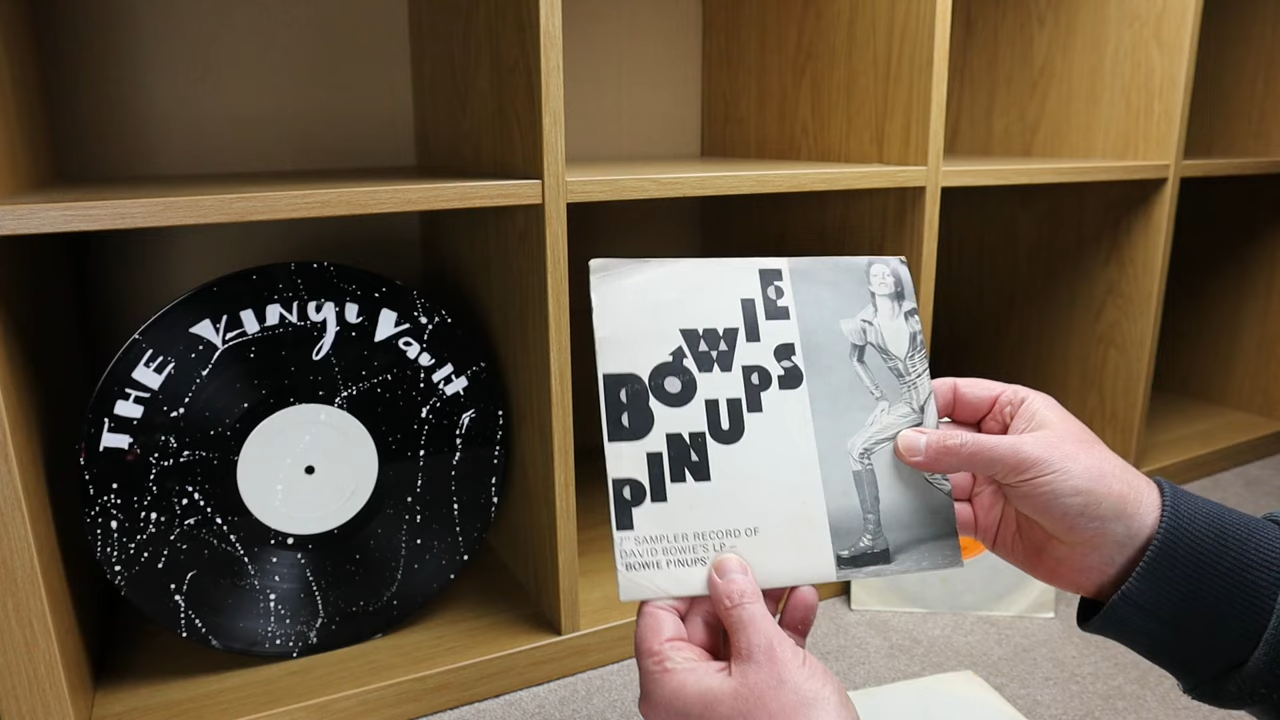 THE Vinyl Vault
BOWIE
PINUPS
7" SAMPLER RECORD OF
DAVID BOWIE'S LP –
'BOWIE PINUPS'